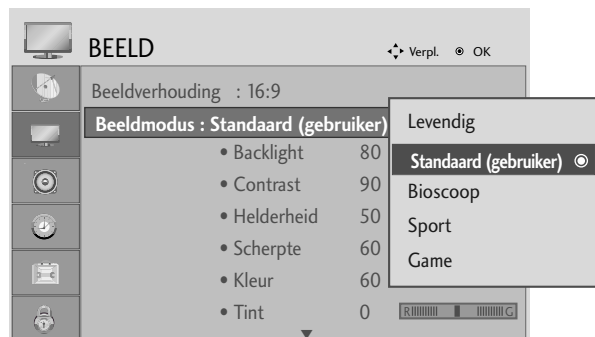 BEELD
Verpl. OK
Beeldverhouding : 16:9
Beeldmodus : Standaard (gebruiker)
• Backlight 80
• Contrast 90
• Helderheid 50
• Scherpte 60
• Kleur 60
• Tint 0 R G
Levendig
Standaard (gebruiker)
Bioscoop
Sport
Game